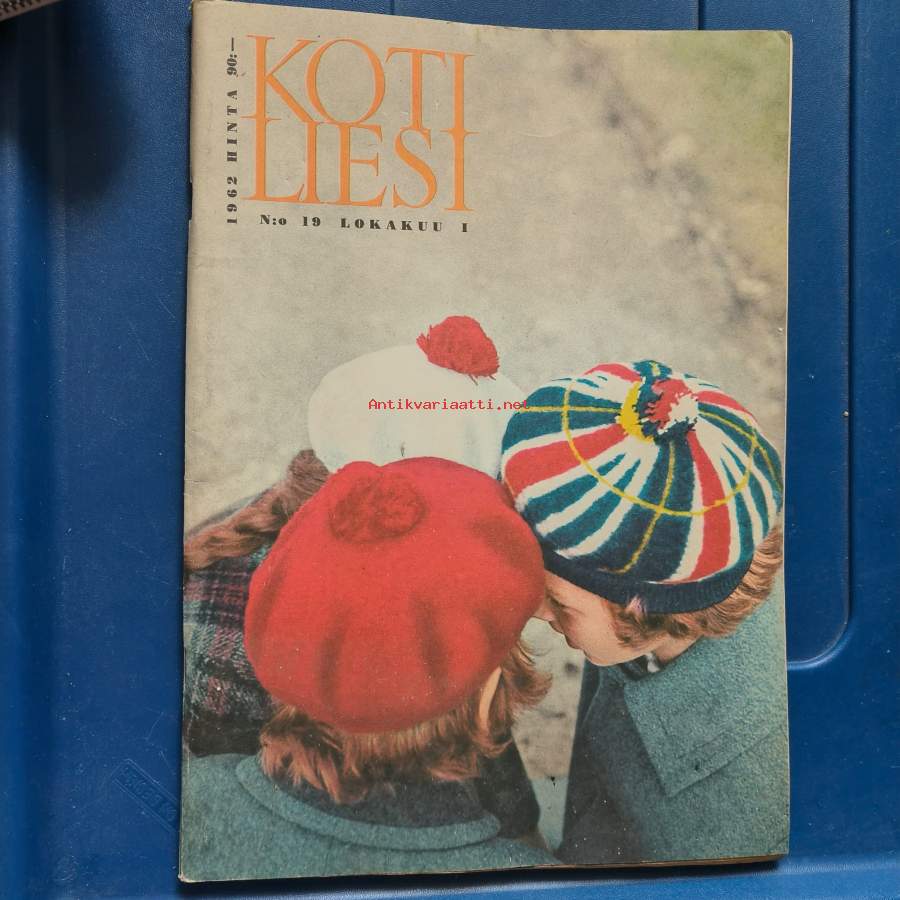 KOTI
LIESI
1962 HINTA 90:—
N:o 19 LOKAKUU I
Antikvariaatti.net